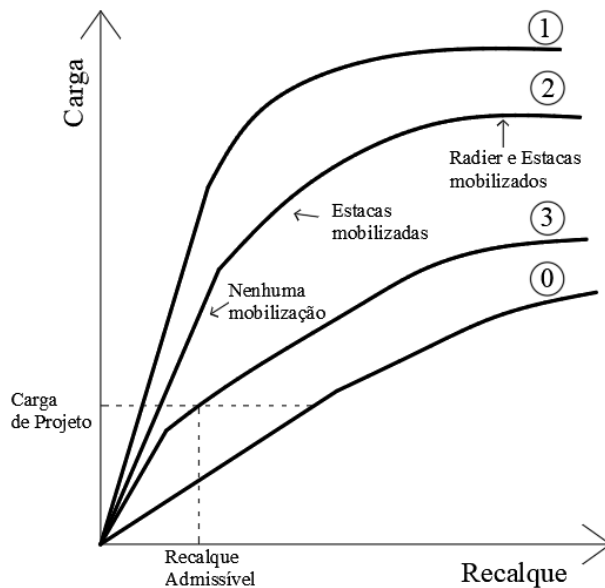 Carga
1
2
Radier e Estacas
mobilizados
Estacas
mobilizadas
3
Nenhuma
mobilização
0
Carga
de Projeto
Recalque
Admissível
Recalque